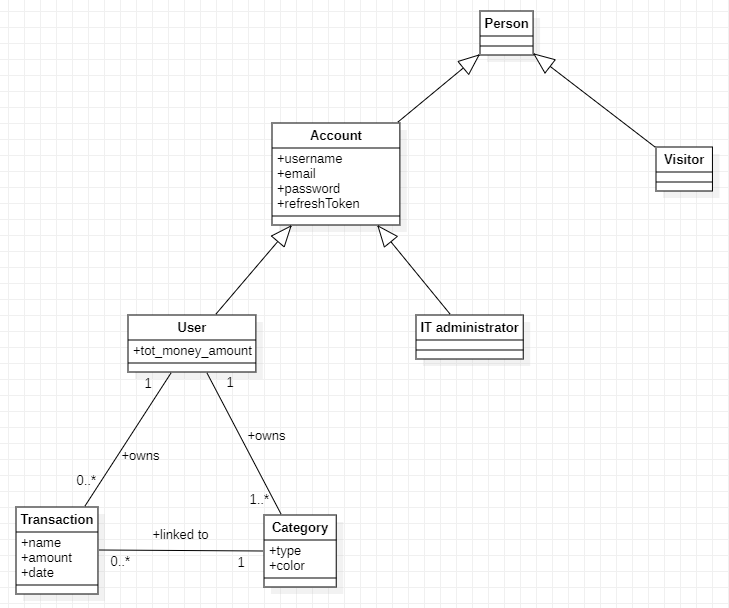 Person
Account
+username
+email
+password
+refreshToken
Visitor
User
+tot_money_amount
IT administrator
1
1
+owns
+owns
0..*
1..*
Transaction
+name
+amount
+date
+linked to
0..*
1
Category
+type
+color